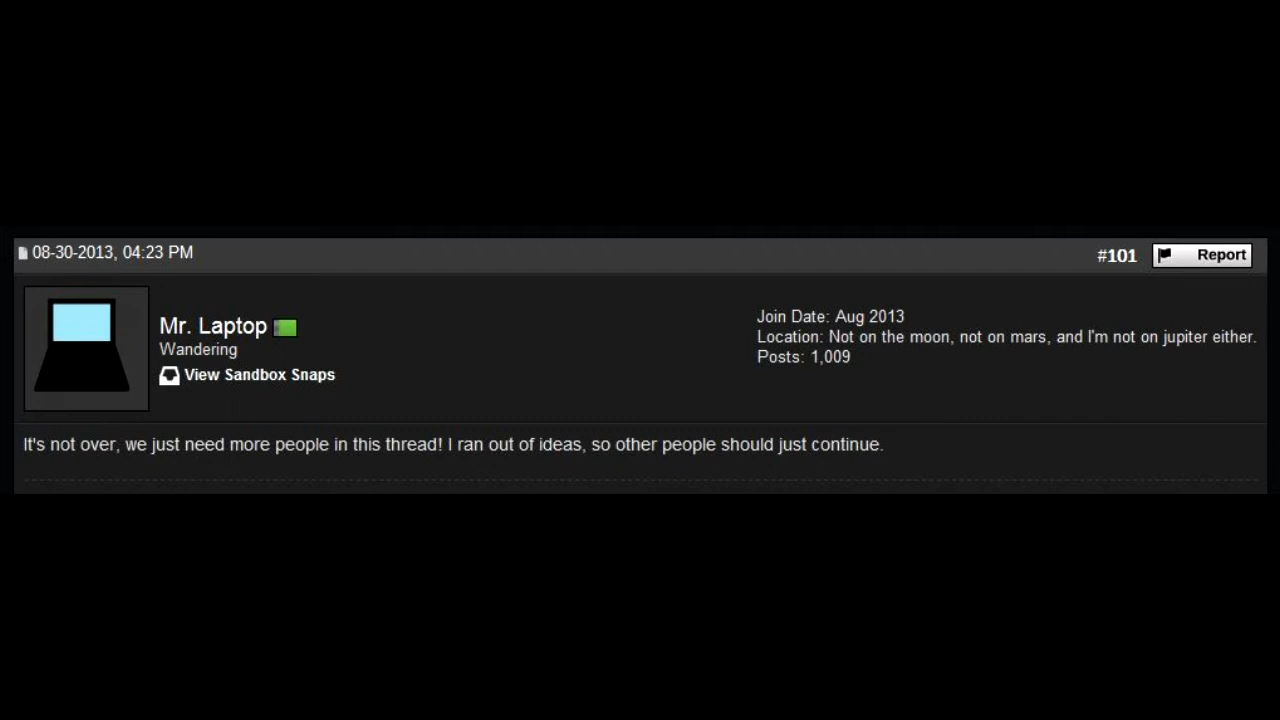 08-30-2013, 04:23 PM
#101
Report
Mr. Laptop
Wandering
View Sandbox Snaps
Join Date: Aug 2013
Location: Not on the moon, not on mars, and I'm not on jupiter either.
Posts: 1,009
It's not over, we just need more people in this thread! I ran out of ideas, so other people should just continue.